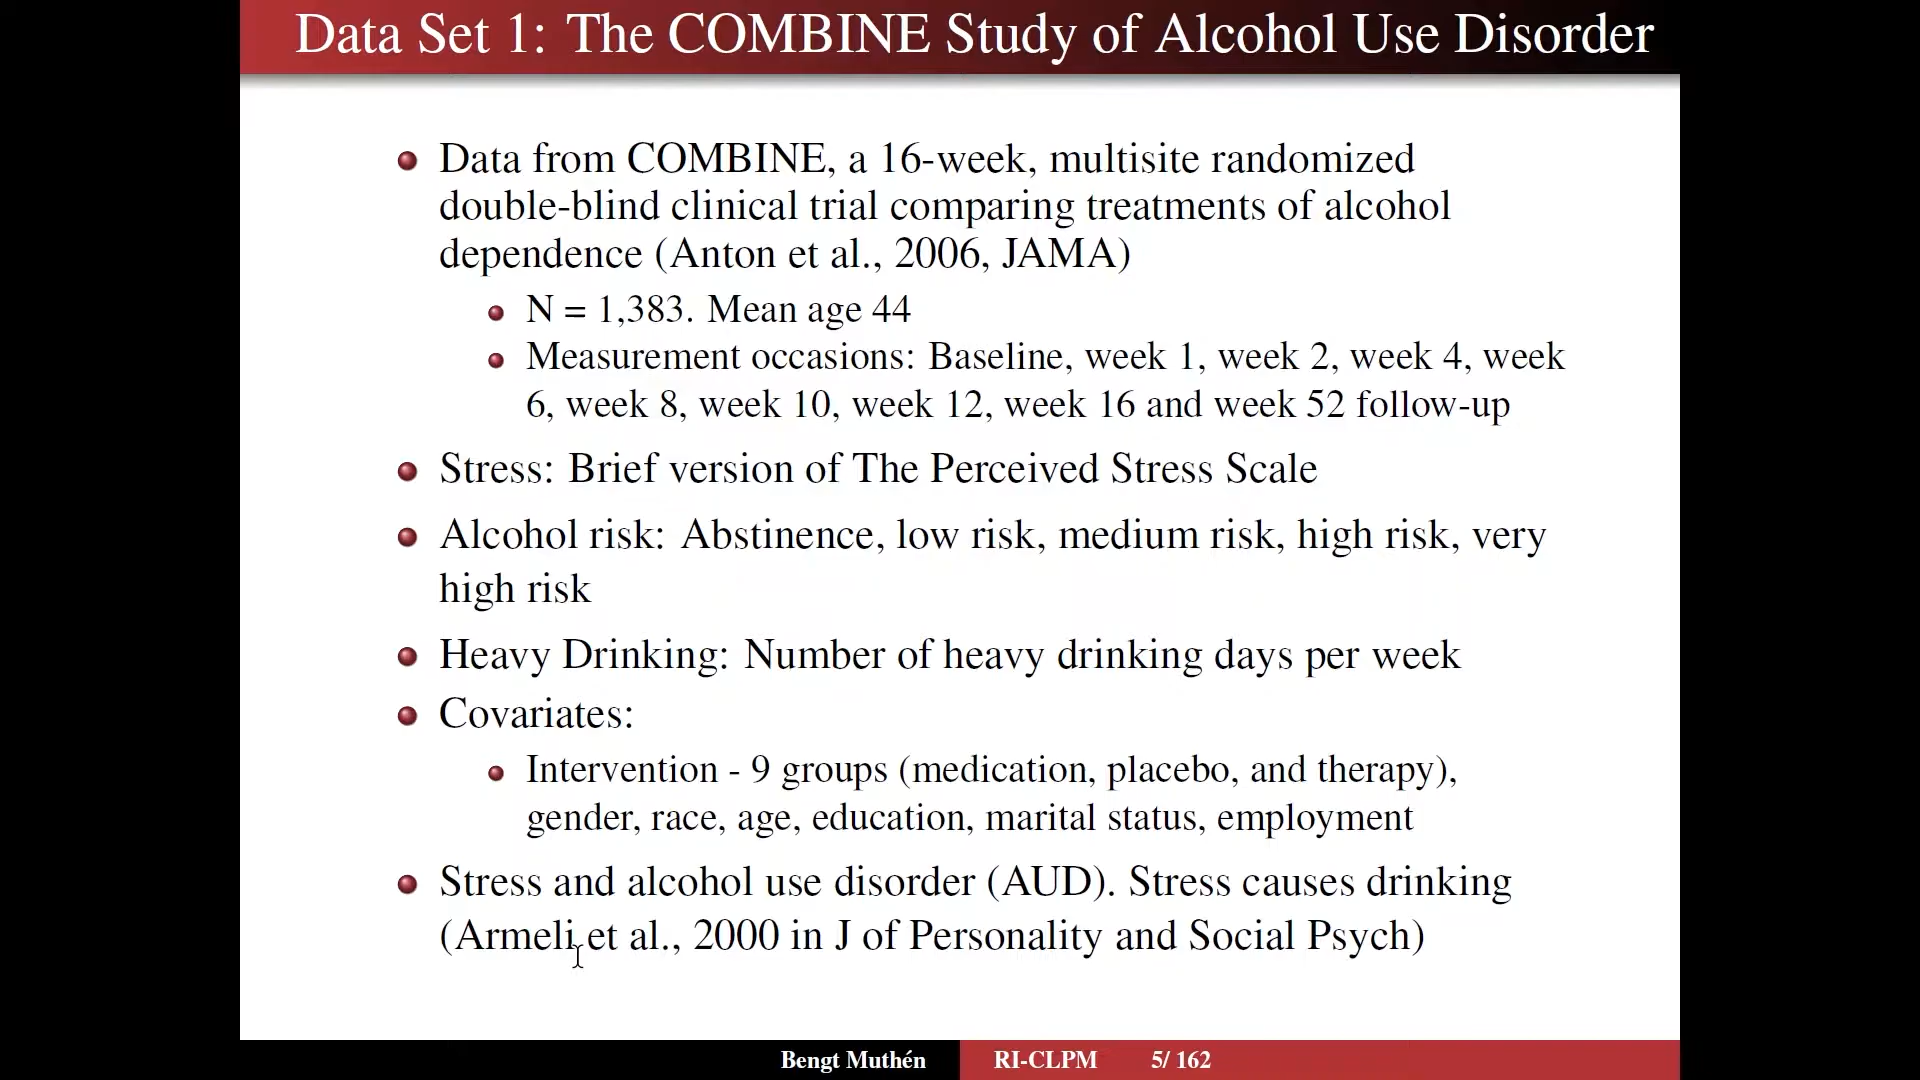 Data Set 1: The COMBINE Study of Alcohol Use Disorder
Data from COMBINE, a 16-week, multisite randomized
double-blind clinical trial comparing treatments of alcohol
dependence (Anton et al., 2006, JAMA)
N = 1,383. Mean age 44
Measurement occasions: Baseline, week 1, week 2, week 4, week
6, week 8, week 10, week 12, week 16 and week 52 follow-up
Stress: Brief version of The Perceived Stress Scale
Alcohol risk: Abstinence, low risk, medium risk, high risk, very
high risk
Heavy Drinking: Number of heavy drinking days per week
Covariates:
Intervention - 9 groups (medication, placebo, and therapy),
gender, race, age, education, marital status, employment
Stress and alcohol use disorder (AUD). Stress causes drinking
(Armeli et al., 2000 in J of Personality and Social Psych)
Bengt Muthén RI-CLPM 5/ 162